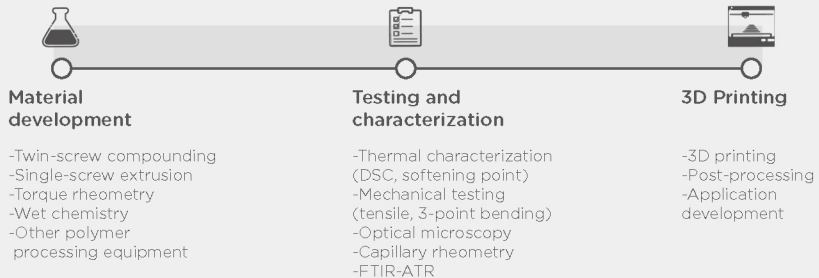 Material
development
-Twin-screw compounding
-Single-screw extrusion
-Torque rheometry
-Wet chemistry
-Other polymer
processing equipment
Testing and
characterization
-Thermal characterization
(DSC, softening point)
-Mechanical testing
(tensile, 3-point bending)
-Optical microscopy
-Capillary rheometry
-FTIR-ATR
3D Printing
-3D printing
-Post-processing
-Application
development